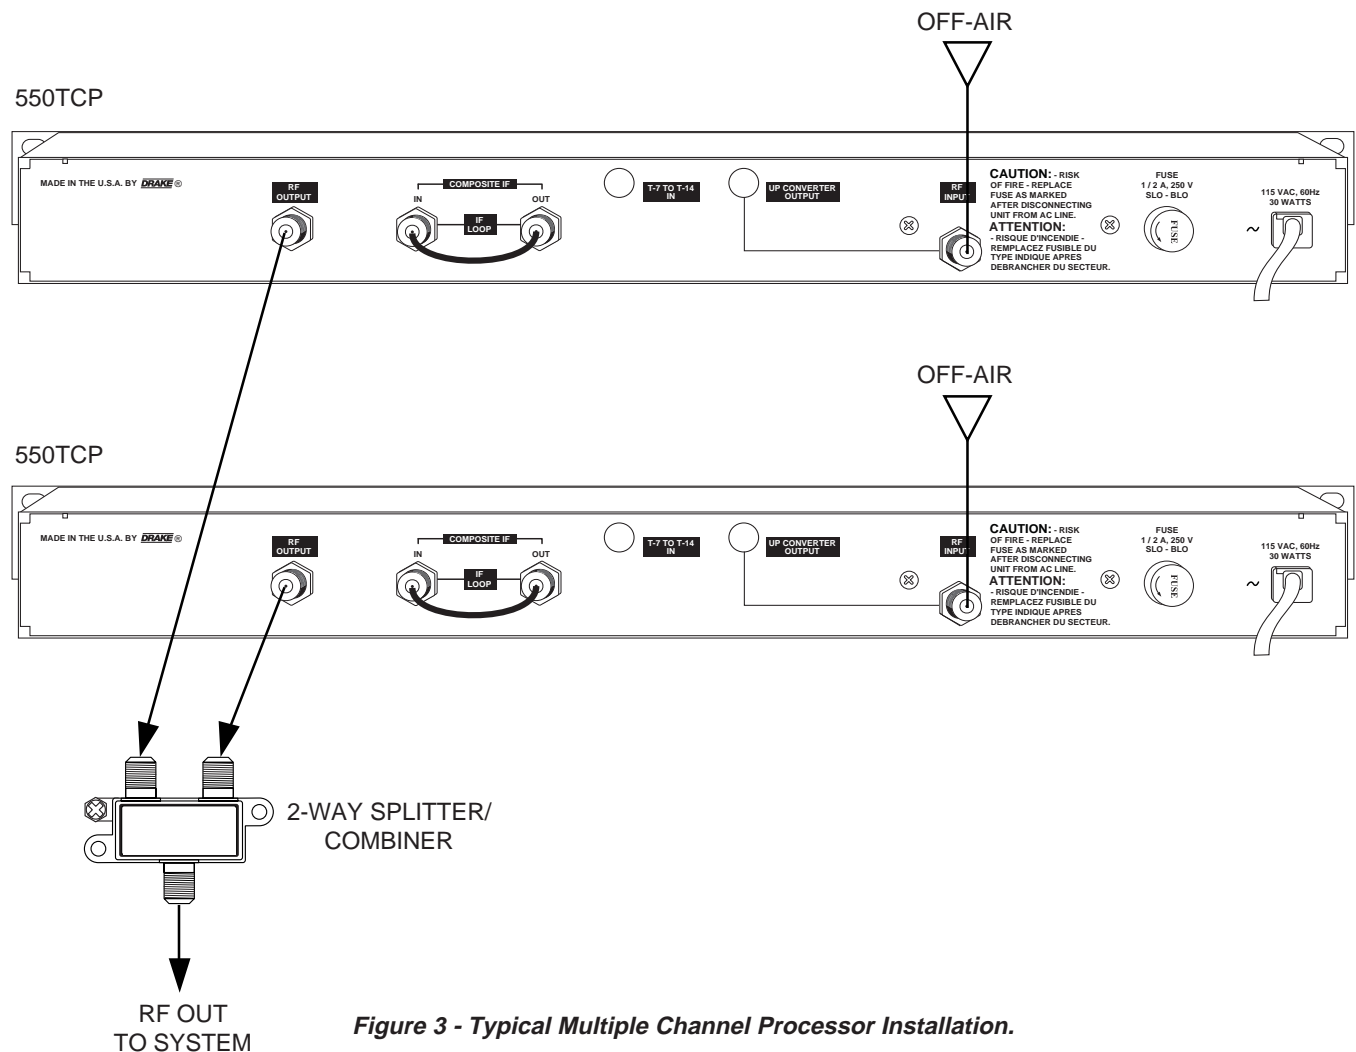 OFF-AIR
550TCP
MADE IN THE U.S.A. BY DRAKE ®
RF
OUTPUT
COMPOSITE IF
IN
OUT
IF
LOOP
T-7 TO T-14
IN
UP CONVERTER
OUTPUT
RF
INPUT
CAUTION: - RISK
OF FIRE - REPLACE
FUSE AS MARKED
AFTER DISCONNECTING
UNIT FROM AC LINE.
ATTENTION:
- RISQUE D'INCENDIE -
REMPLACEZ FUSIBLE DU
TYPE INDIQUE APRES
DEBRANCHER DU SECTEUR.
FUSE
1 / 2 A, 250 V
SLO - BLO
FUSE
115 VAC, 60Hz
30 WATTS
~
OFF-AIR
550TCP
MADE IN THE U.S.A. BY DRAKE ®
RF
OUTPUT
COMPOSITE IF
IN
OUT
IF
LOOP
T-7 TO T-14
IN
UP CONVERTER
OUTPUT
RF
INPUT
CAUTION: - RISK
OF FIRE - REPLACE
FUSE AS MARKED
AFTER DISCONNECTING
UNIT FROM AC LINE.
ATTENTION:
- RISQUE D'INCENDIE -
REMPLACEZ FUSIBLE DU
TYPE INDIQUE APRES
DEBRANCHER DU SECTEUR.
FUSE
1 / 2 A, 250 V
SLO - BLO
FUSE
115 VAC, 60Hz
30 WATTS
~
2-WAY SPLITTER/
COMBINER
RF OUT
TO SYSTEM
Figure 3 - Typical Multiple Channel Processor Installation.